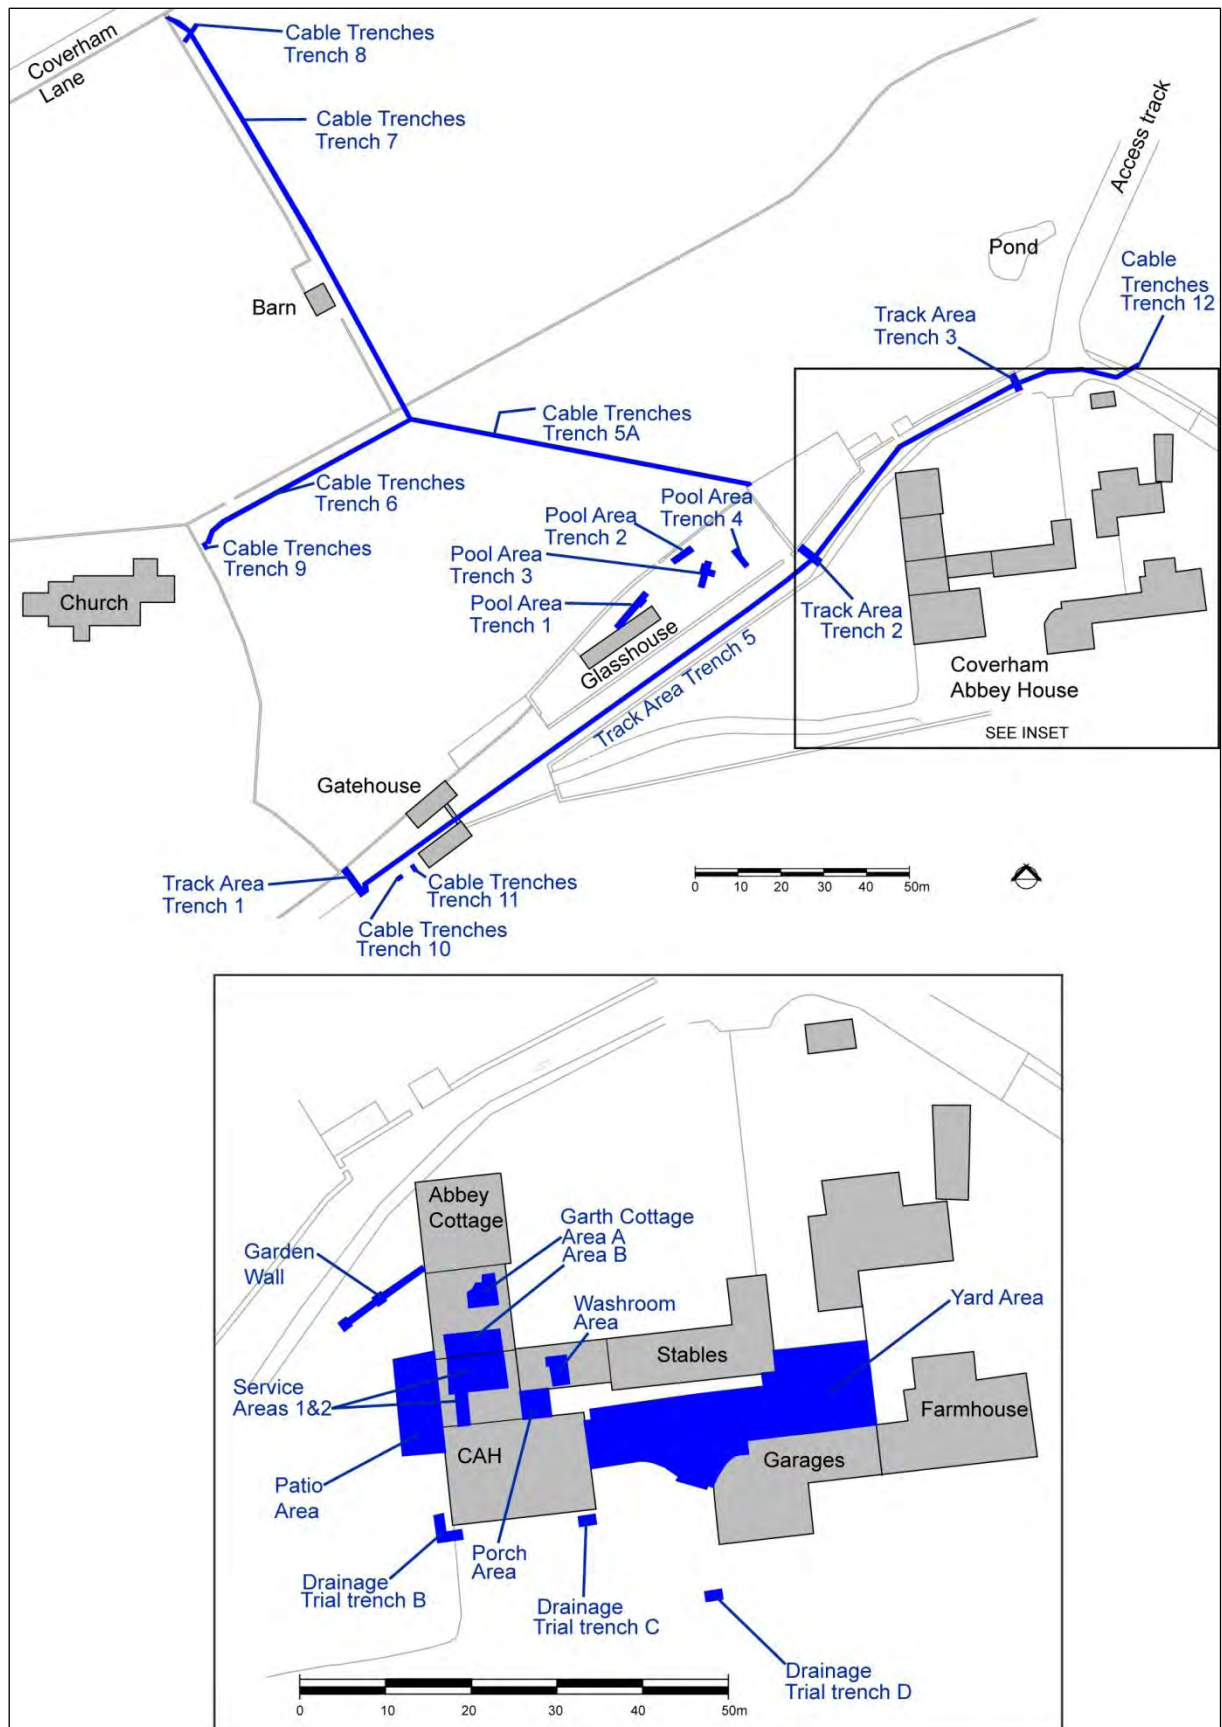 Coverham
Lane
Cable Trenches
Trench 8
Cable Trenches
Trench 7
Access track
Pond
Cable
Trenches
Trench 12
Barn
Track Area
Trench 3
Cable Trenches
Trench 5A
Cable Trenches
Trench 6
Pool Area
Trench 4
Pool Area
Trench 2
Pool Area
Trench 3
Cable Trenches
Trench 9
Church
Pool Area
Trench 1
Glasshouse
Track Area
Trench 2
Track Area Trench 5
Coverham
Abbey House
SEE INSET
Gatehouse
Track Area
Trench 1
Cable Trenches
Trench 11
Cable Trenches
Trench 10
0 10 20 30 40 50m
Abbey
Cottage
Garth Cottage
Area A
Area B
Garden
Wall
Washroom
Area
Yard Area
Stables
Service
Areas 1&2
Farmhouse
CAH
Garages
Patio
Area
Porch
Area
Drainage
Trial trench B
Drainage
Trial trench C
Drainage
Trial trench D
0 10 20 30 40 50m